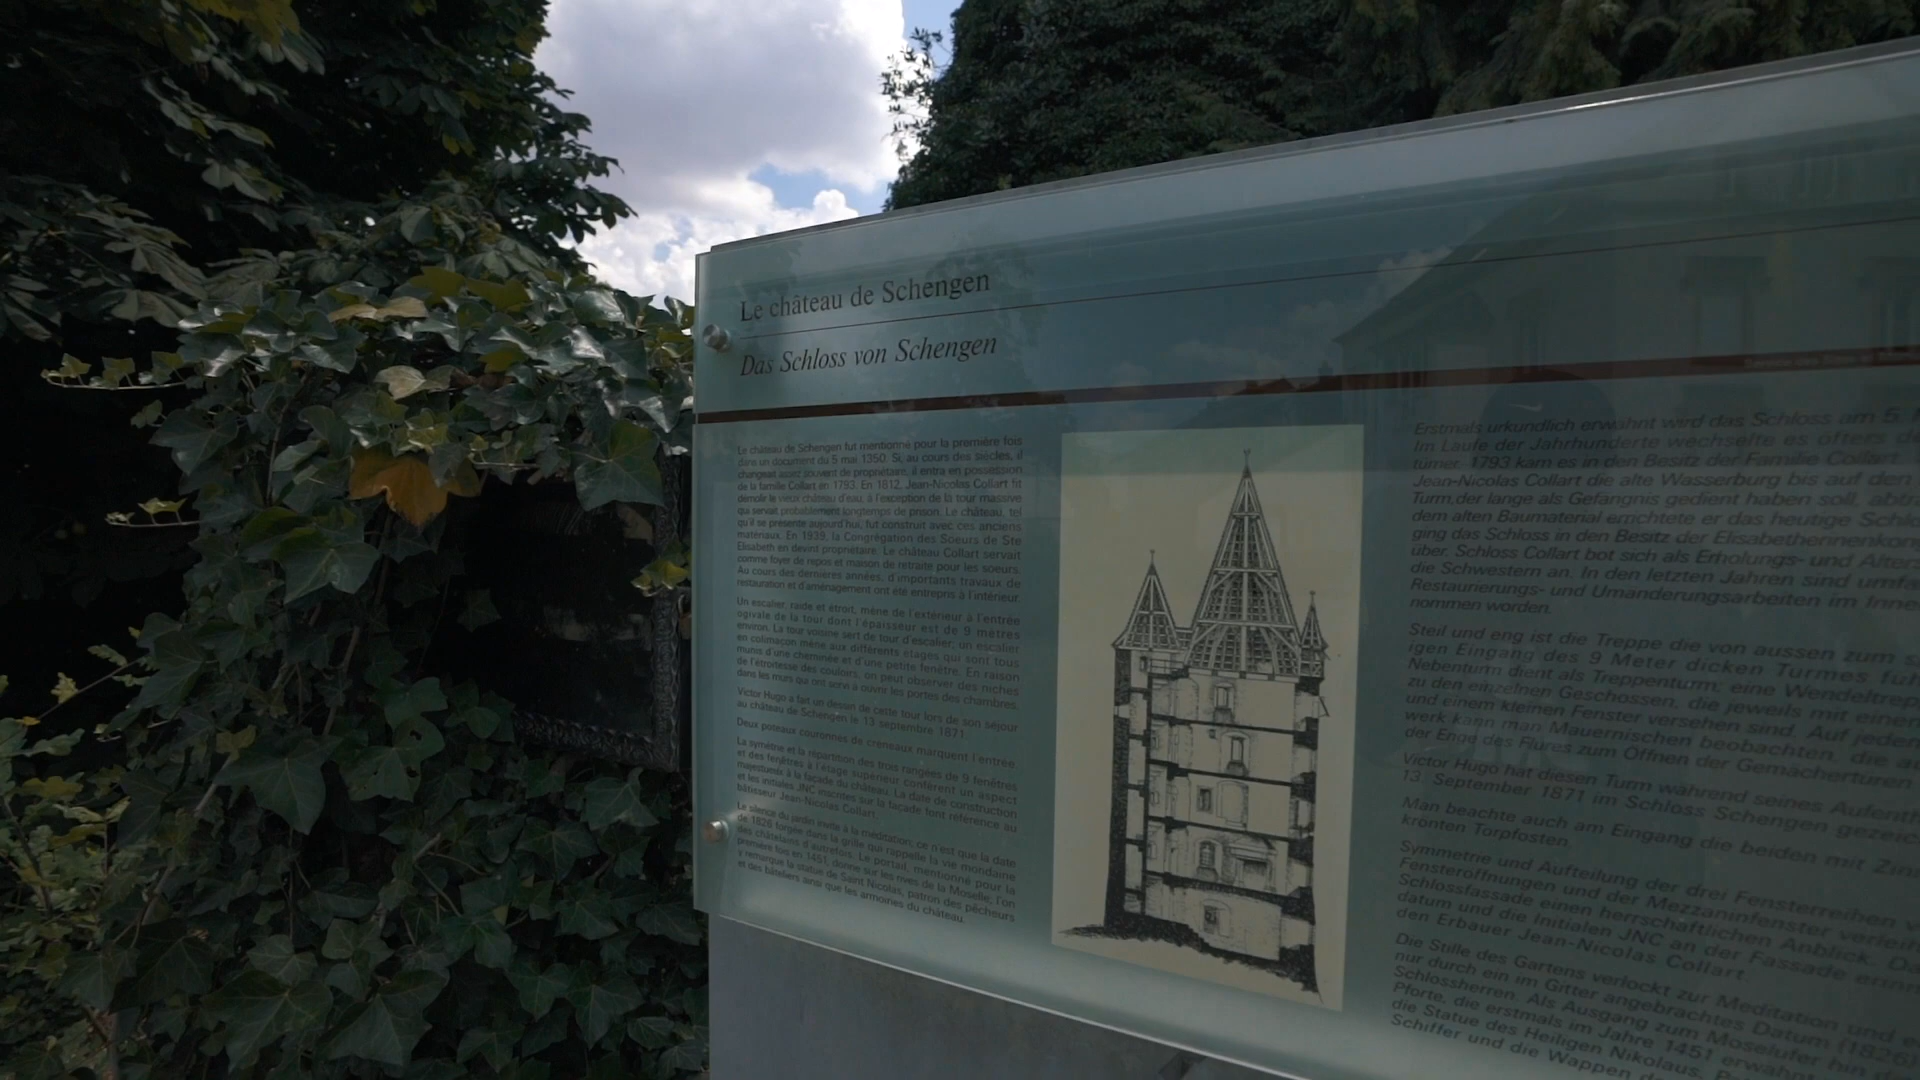 Le château de Schengen
Das Schloss von Schengen
Le château de Schengen fut mentionné pour la première fois
dans un document du 5 mai 1350. Si, au cours des siècles, il
changeait assez souvent de propriétaire, il entra en possession
de la famille Collart en 1793. En 1812, Jean-Nicolas Collart fit
démolir le vieux château d'eau, à l'exception de la tour massive
qui servait probablement longtemps de prison. Le château, tel
qu'il se présente aujourd'hui, fut construit avec ces anciens
matériaux. En 1939, la Congrégation des Soeurs de Ste
Elisabeth en devint propriétaire. Le château Collart servait
comme foyer de repos et maison de retraite pour les soeurs.
Au cours des dernières années, d'importants travaux de
restauration et d'aménagement ont été entrepris à l'intérieur.
Un escalier, raide et étroit, mène de l'extérieur à l'entrée
ogivale de la tour dont l'épaisseur est de 9 mètres
environ. La tour voisine sert de tour d'escalier; un escalier
en colimaçon mène aux différents étages qui sont tous
munis d'une cheminée et d'une petite fenêtre. En raison
de l'étroitesse des couloirs, on peut observer des niches
dans les murs qui ont servi à ouvrir les portes des chambres.
Victor Hugo a fait un dessin de cette tour lors de son séjour
au château de Schengen le 13 septembre 1871.
Deux poteaux couronnés de créneaux marquent l'entrée.
La symétrie et la répartition des trois rangées de 9 fenêtres
et des fenêtres à l'étage supérieur confèrent un aspect
majestueux à la façade du château. La date de construction
et les initiales JNC inscrites sur la façade font référence au
bâtisseur Jean-Nicolas Collart.
Le silence du jardin invite à la méditation; ce n'est que la date
de 1826 forgée dans la grille qui rappelle la vie mondaine
des châtelains d'autrefois. Le portail, mentionné pour la
première fois en 1451, donne sur les rives de la Moselle; l'on
y remarque la statue de Saint Nicolas, patron des pêcheurs
et des bâteliers ainsi que les armoiries du château.
Erstmals urkundlich erwähnt wird das Schloss am 5.
Im Laufe der Jahrhunderte wechselte es öfters
tümer. 1793 kam es in den Besitz der Familie Collart.
Jean-Nicolas Collart die alte Wasserburg bis auf den
Turm,der lange als Gefängnis gedient haben soll,
dem alten Baumaterial errichtete er das heutige
ging das Schloss in den Besitz der
über. Schloss Collart bot sich als Erholungs- und
die Schwestern an. In den letzten Jahren sind
Restaurierungs- und Umänderungsarbeiten im
nommen worden.
Steil und eng ist die Treppe die von aussen zum
igen Eingang des 9 Meter dicken Turmes
Nebenturm dient als Treppenturm; eine
zu den einzelnen Geschossen, die jeweils mit
und einem kleinen Fenster versehen sind. Auf
werk kann man Mauernischen beobachten, die
der Enge des Flures zum Öffnen der Gemächertüren
Victor Hugo hat diesen Turm während seines
13. September 1871 im Schloss Schengen
Man beachte auch am Eingang die beiden mit
krönten Torpfosten.
Symmetrie und Aufteilung der drei Fensterreihen
Fensteröffnungen und der Mezzaninfenster
Schlossfassade einen herrschaftlichen Anblick.
datum und die Initialen JNC an der Fassade
den Erbauer Jean-Nicolas Collart.
Die Stille des Gartens verlockt zur Meditation und
nur durch ein im Gitter angebrachtes Datum (1826)
Schlossherren. Als Ausgang zum Moselufer hin
Pforte, die erstmals im Jahre 1451
die Statue des Heiligen Nikolaus,
Schiffer und die Wappen